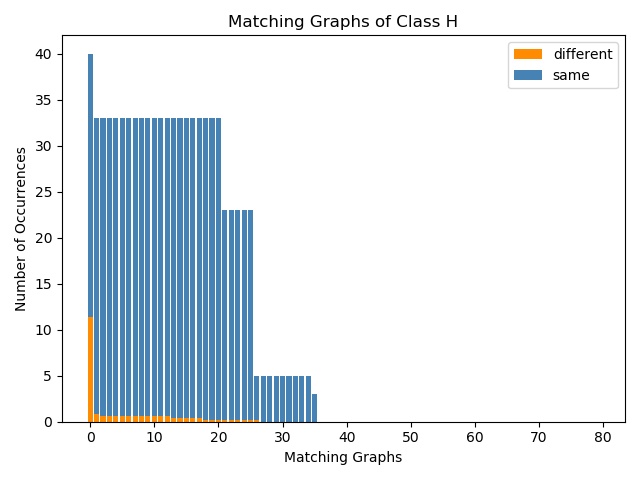 Matching Graphs of Class H
different
same
Number of Occurrences
40
35
30
25
20
15
10
5
0
0 10 20 30 40 50 60 70 80
Matching Graphs